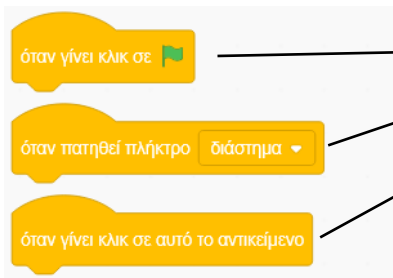 όταν γίνει κλικ σε
όταν πατηθεί πλήκτρο διάστημα
όταν γίνει κλικ σε αυτό το αντικείμενο